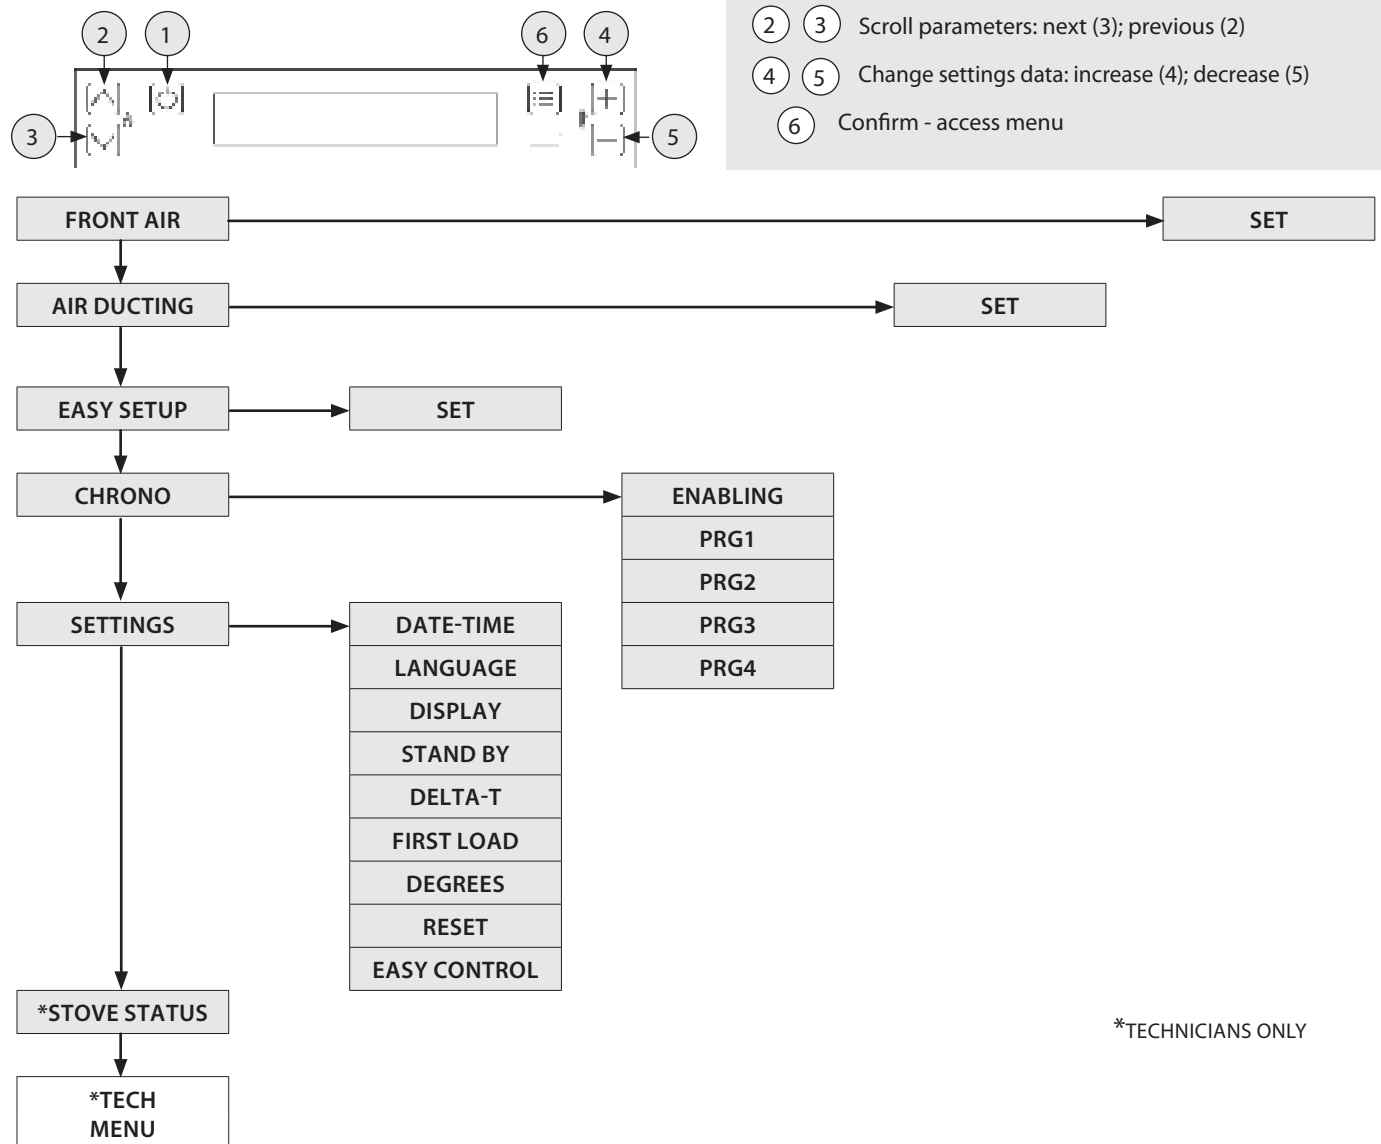 2 1 6 4
3 5
2 3 Scroll parameters: next (3); previous (2)
4 5 Change settings data: increase (4); decrease (5)
6 Confirm - access menu
FRONT AIR SET
AIR DUCTING SET
EASY SETUP SET
CHRONO ENABLING
PRG1
PRG2
SETTINGS DATE-TIME PRG3
LANGUAGE PRG4
DISPLAY
STAND BY
DELTA-T
FIRST LOAD
DEGREES
RESET
EASY CONTROL
*STOVE STATUS
*TECHNICIANS ONLY
*TECH
MENU